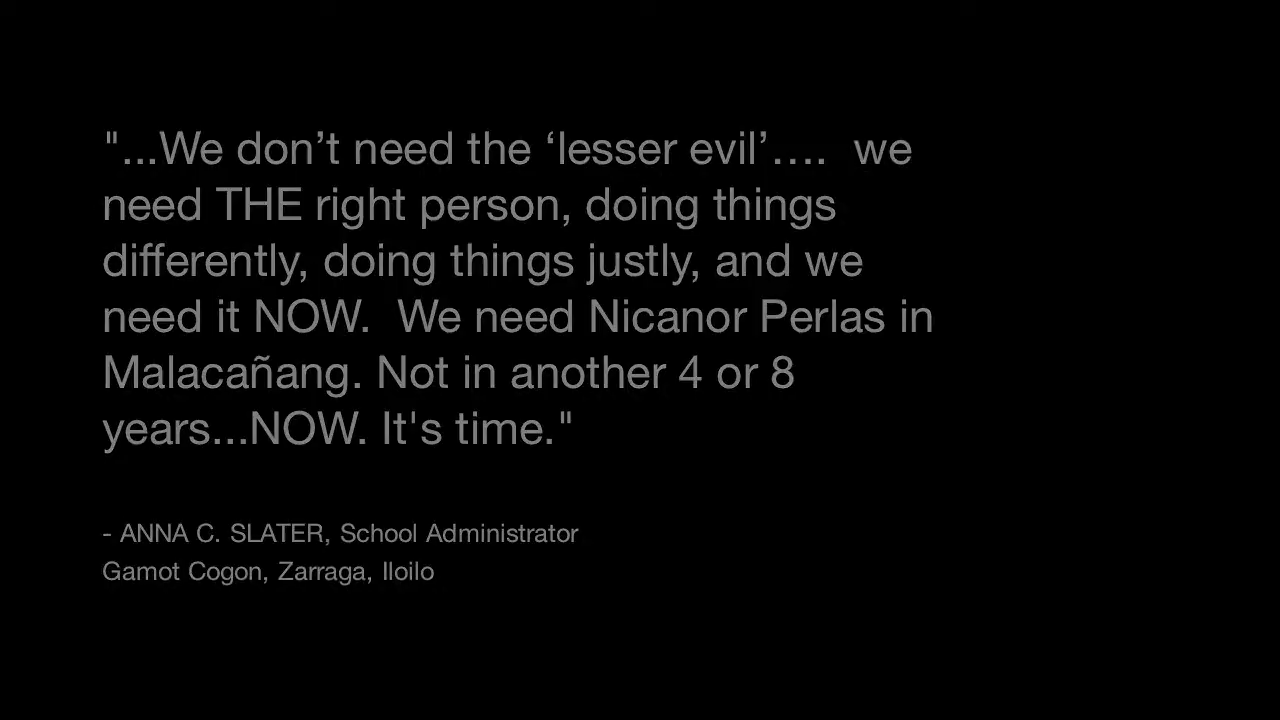 "...We don’t need the ‘lesser evil’....  we
need THE right person, doing things
differently, doing things justly, and we
need it NOW.  We need Nicanor Perlas in
Malacañang. Not in another 4 or 8
years...NOW. It's time."
- ANNA C. SLATER, School Administrator
Gamot Cogon, Zarraga, Iloilo